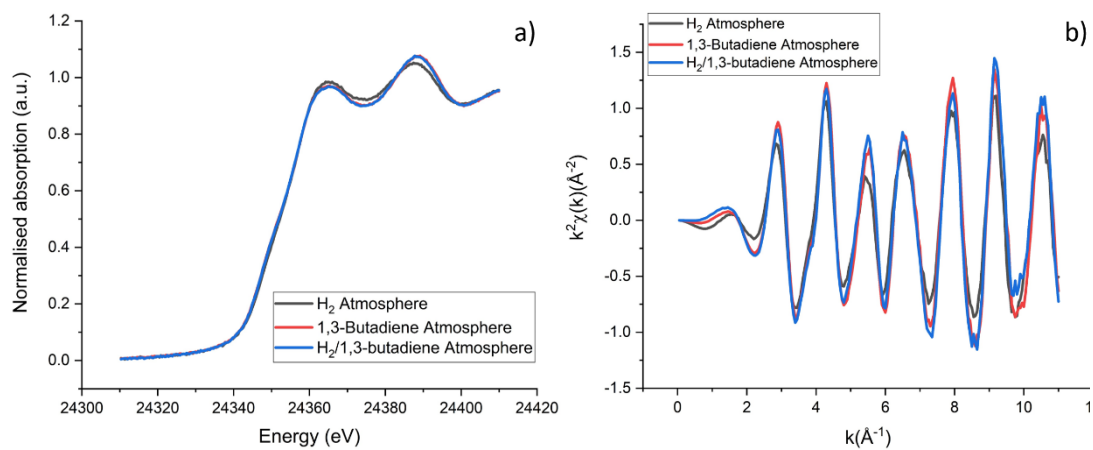 a)
1.2
1.0
0.8
0.6
0.4
0.2
0.0
Normalised absorption (a.u.)
H₂ Atmosphere
1,3-Butadiene Atmosphere
H₂/1,3-butadiene Atmosphere
24300 24320 24340 24360 24380 24400 24420
Energy (eV)
b)
H₂ Atmosphere
1,3-Butadiene Atmosphere
H₂/1,3-butadiene Atmosphere
1.5
1.0
0.5
0.0
-0.5
-1.0
-1.5
k²χ(k)(Å⁻²)
0 2 4 6 8 10 1
k(Å⁻¹)